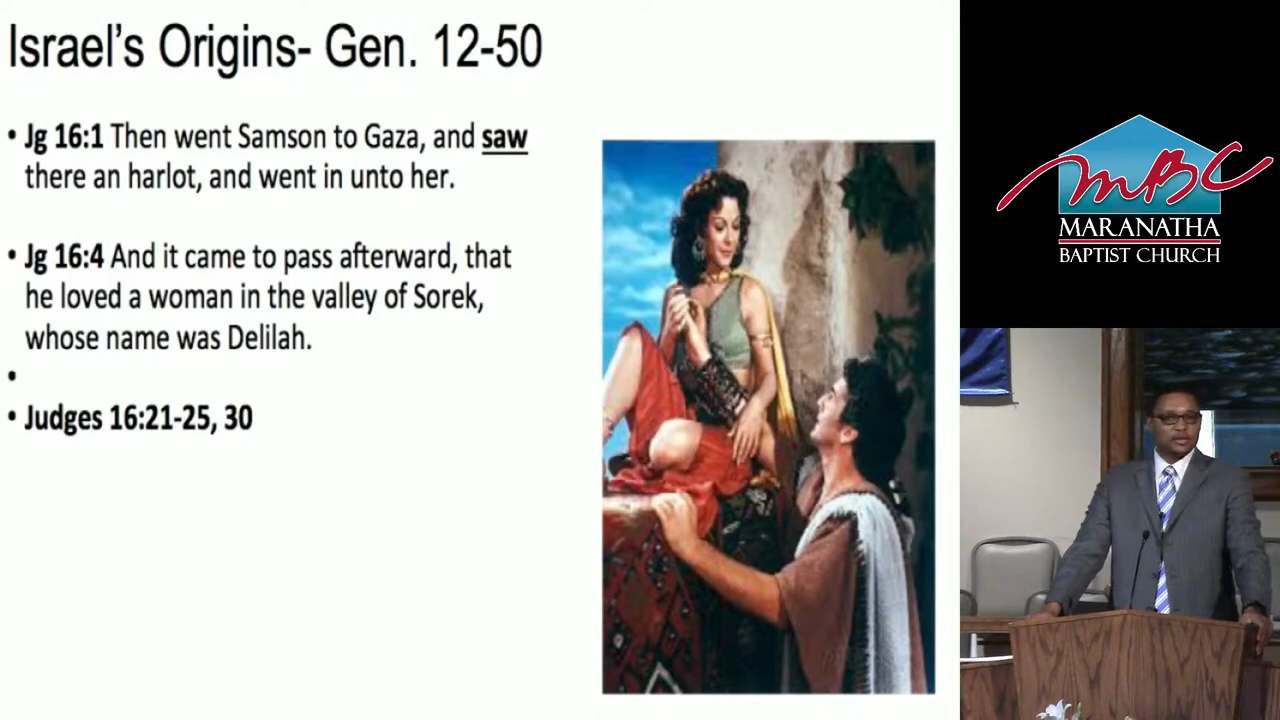 Israel's Origins- Gen. 12-50
• Jg 16:1 Then went Samson to Gaza, and saw
there an harlot, and went in unto her.
• Jg 16:4 And it came to pass afterward, that
he loved a woman in the valley of Sorek,
whose name was Delilah.
•
• Judges 16:21-25, 30
MBC
MARANATHA
BAPTIST CHURCH